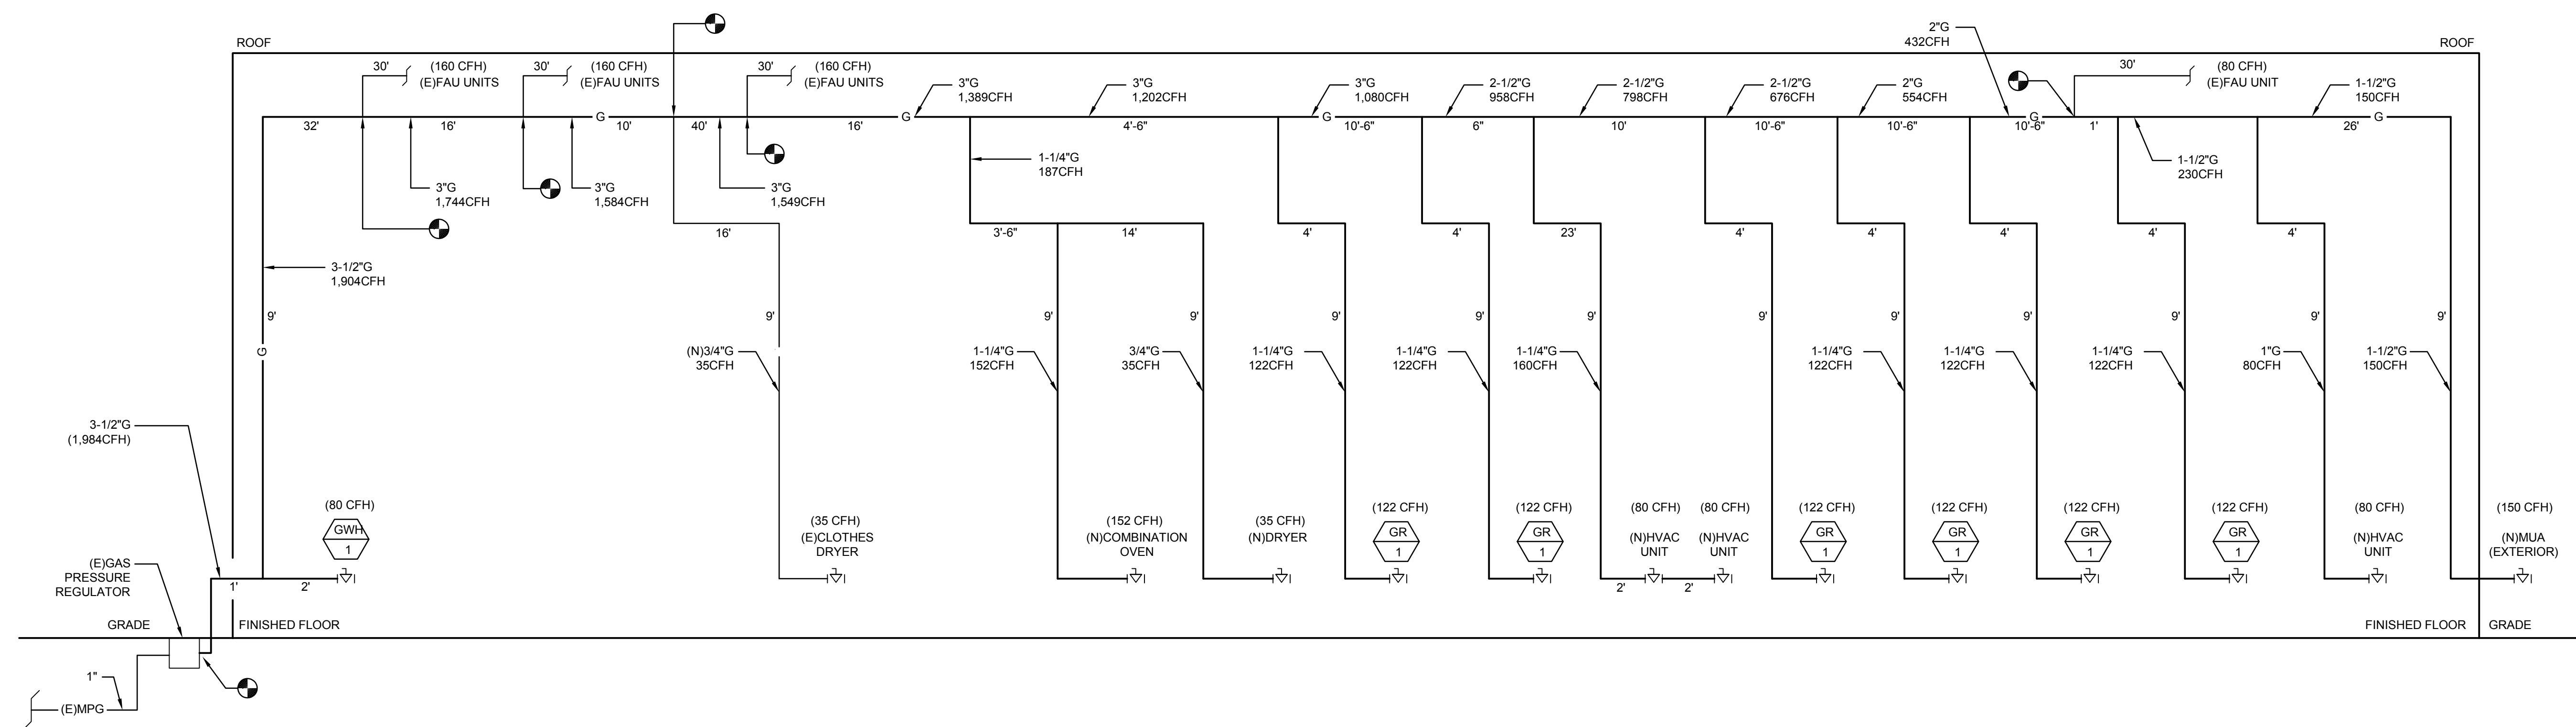 ROOF
ROOF
2"G
432CFH
30'
(160 CFH)
(E)FAU UNITS
30'
(160 CFH)
(E)FAU UNITS
30'
(160 CFH)
(E)FAU UNITS
3"G
1,389CFH
3"G
1,202CFH
3"G
1,080CFH
2-1/2"G
958CFH
2-1/2"G
798CFH
2-1/2"G
676CFH
2"G
554CFH
30'
(80 CFH)
(E)FAU UNIT
1-1/2"G
150CFH
G
G
G
G
G
32'
16'
10'
40'
16'
4'-6"
10'-6"
6"
10'
10'-6"
10'-6"
10'-6"
1'
26'
3"G
1,744CFH
3"G
1,584CFH
3"G
1,549CFH
1-1/4"G
187CFH
1-1/2"G
230CFH
16'
3'-6"
14'
4'
4'
23'
4'
4'
4'
4'
4'
3-1/2"G
1,904CFH
9'
9'
9'
9'
9'
9'
9'
9'
9'
9'
9'
9'
9'
G
(N)3/4"G
35CFH
1-1/4"G
152CFH
3/4"G
35CFH
1-1/4"G
122CFH
1-1/4"G
122CFH
1-1/4"G
160CFH
1-1/4"G
122CFH
1-1/4"G
122CFH
1-1/4"G
122CFH
1"G
80CFH
1-1/2"G
150CFH
3-1/2"G
(1,984CFH)
(80 CFH)
GWH
1
(35 CFH)
(E)CLOTHES
DRYER
(152 CFH)
(N)COMBINATION
OVEN
(35 CFH)
(N)DRYER
(122 CFH)
GR
1
(122 CFH)
GR
1
(80 CFH)
(N)HVAC
UNIT
(80 CFH)
(N)HVAC
UNIT
(122 CFH)
GR
1
(122 CFH)
GR
1
(122 CFH)
GR
1
(122 CFH)
GR
1
(80 CFH)
(N)HVAC
UNIT
(150 CFH)
(N)MUA
(EXTERIOR)
(E)GAS
PRESSURE
REGULATOR
1'
2'
2'
2'
GRADE
FINISHED FLOOR
FINISHED FLOOR
GRADE
1"
(E)MPG